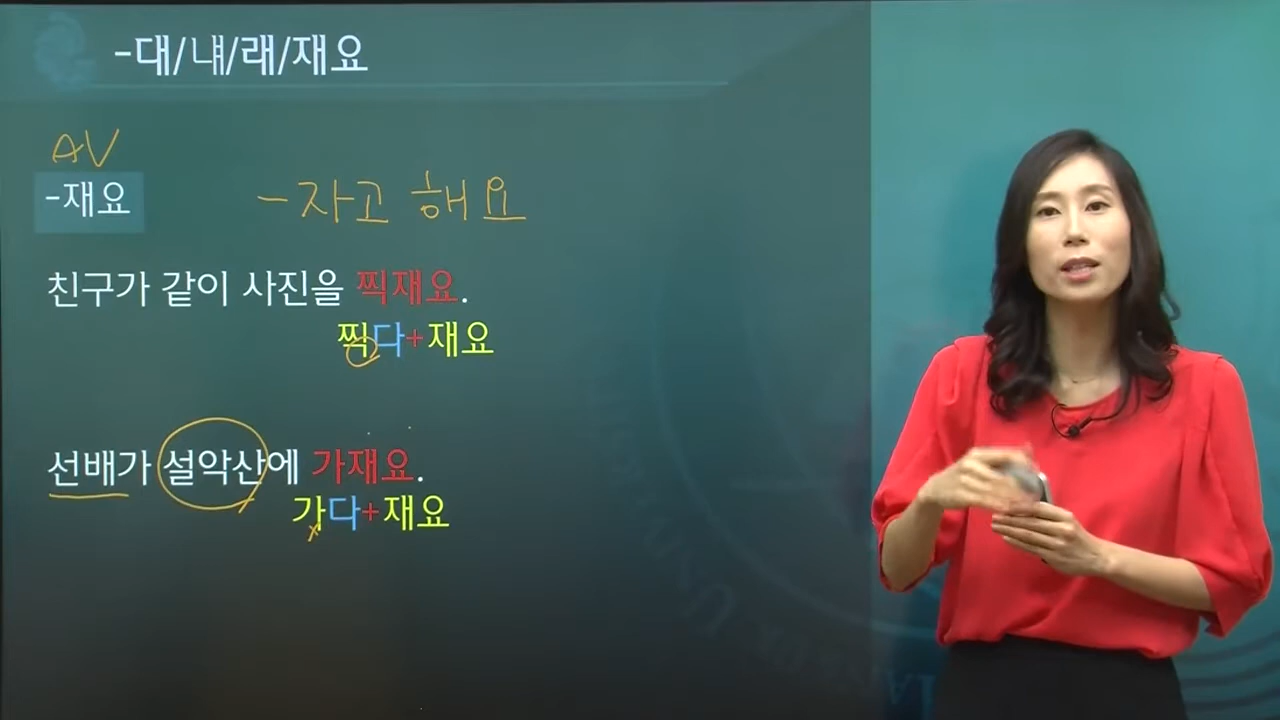 -대/냬/래/재요
AV
-재요
-자고 해요
친구가 같이 사진을 찍재요.
찍다+재요
선배가 설악산에 가재요.
가다+재요